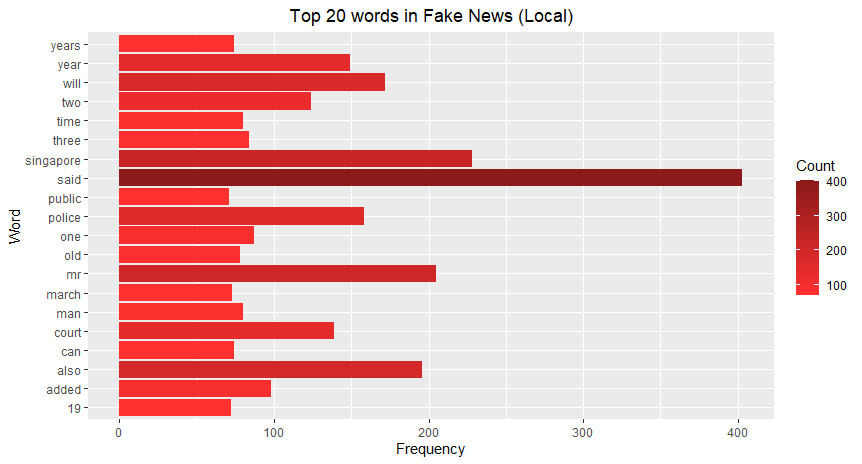 Top 20 words in Fake News (Local)
Word
years
year
will
two
time
three
singapore
said
public
police
one
old
mr
march
man
court
can
also
added
19
0 100 200 300 400
Frequency
Count
400
300
200
100